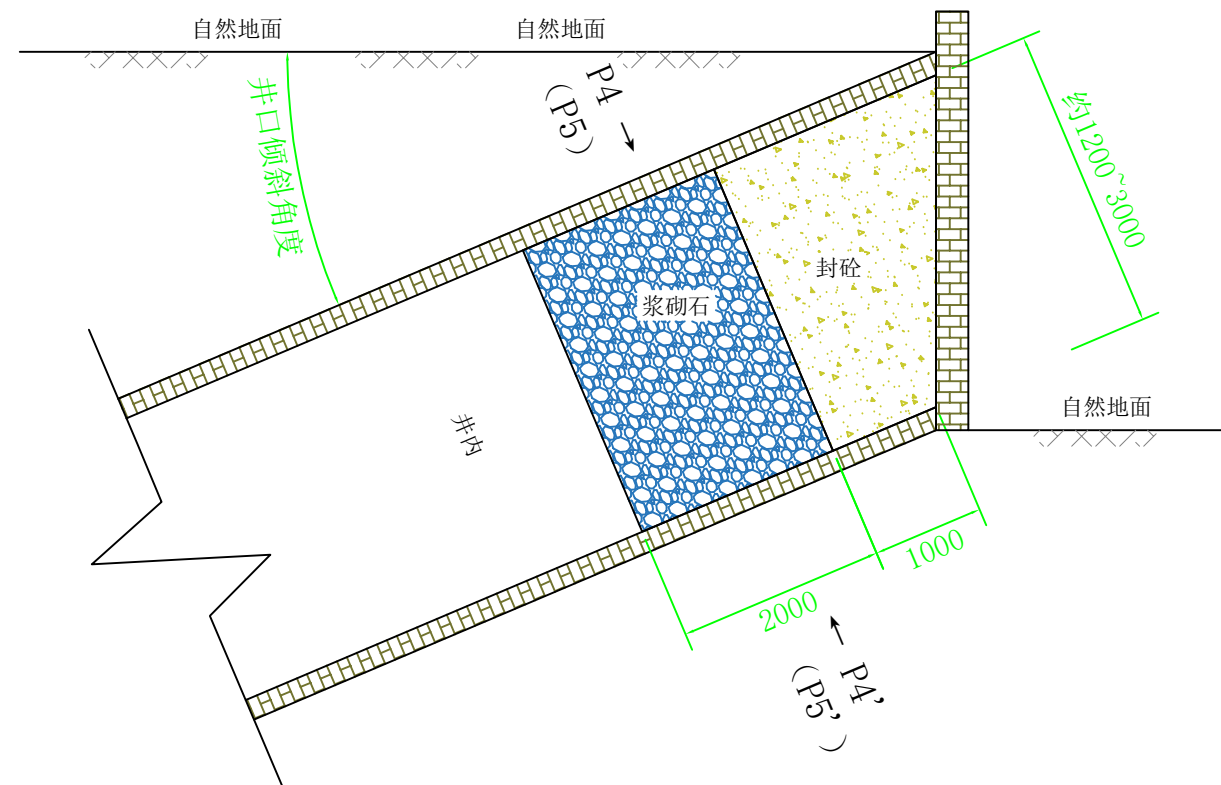 自然地面
自然地面
P4
（P5）
井口倾斜角度
约1200~3000
封砼
浆砌石
自然地面
井内
1000
2000
P4'
（P5'）